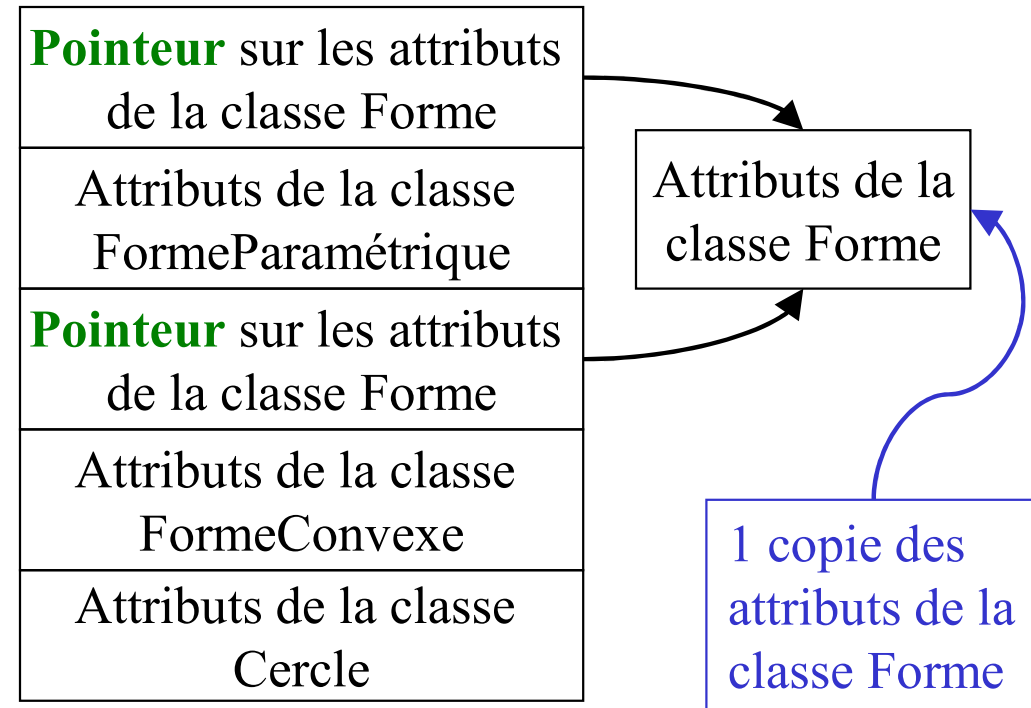 Pointeur sur les attributs
de la classe Forme
Attributs de la classe
FormeParamétrique
Pointeur sur les attributs
de la classe Forme
Attributs de la classe
FormeConvexe
Attributs de la classe
Cercle
Attributs de la
classe Forme
1 copie des
attributs de la
classe Forme